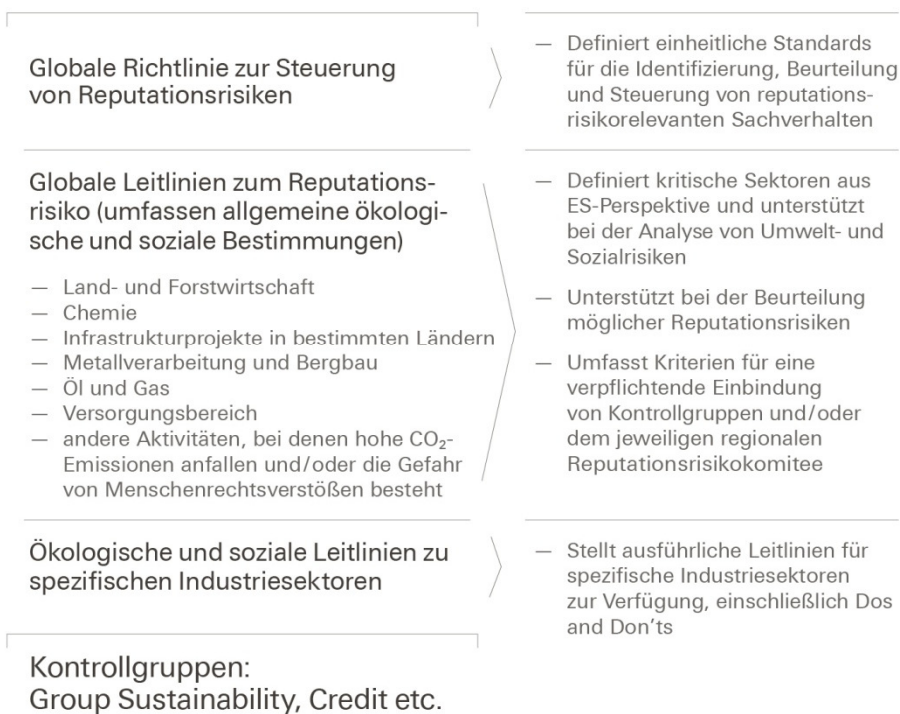 Globale Richtlinie zur Steuerung
von Reputationsrisiken
— Definiert einheitliche Standards
für die Identifizierung, Beurteilung
und Steuerung von reputations-
risikorelevanten Sachverhalten
Globale Leitlinien zum Reputations-
risiko (umfassen allgemeine ökologi-
sche und soziale Bestimmungen)
— Land- und Forstwirtschaft
— Chemie
— Infrastrukturprojekte in bestimmten Ländern
— Metallverarbeitung und Bergbau
— Öl und Gas
— Versorgungsbereich
— andere Aktivitäten, bei denen hohe CO₂-
Emissionen anfallen und/oder die Gefahr
von Menschenrechtsverstößen besteht
— Definiert kritische Sektoren aus
ES-Perspektive und unterstützt
bei der Analyse von Umwelt- und
Sozialrisiken
— Unterstützt bei der Beurteilung
möglicher Reputationsrisiken
— Umfasst Kriterien für eine
verpflichtende Einbindung
von Kontrollgruppen und/oder
dem jeweiligen regionalen
Reputationsrisikokomitee
Ökologische und soziale Leitlinien zu
spezifischen Industriesektoren
— Stellt ausführliche Leitlinien für
spezifische Industriesektoren
zur Verfügung, einschließlich Dos
and Don’ts
Kontrollgruppen:
Group Sustainability, Credit etc.